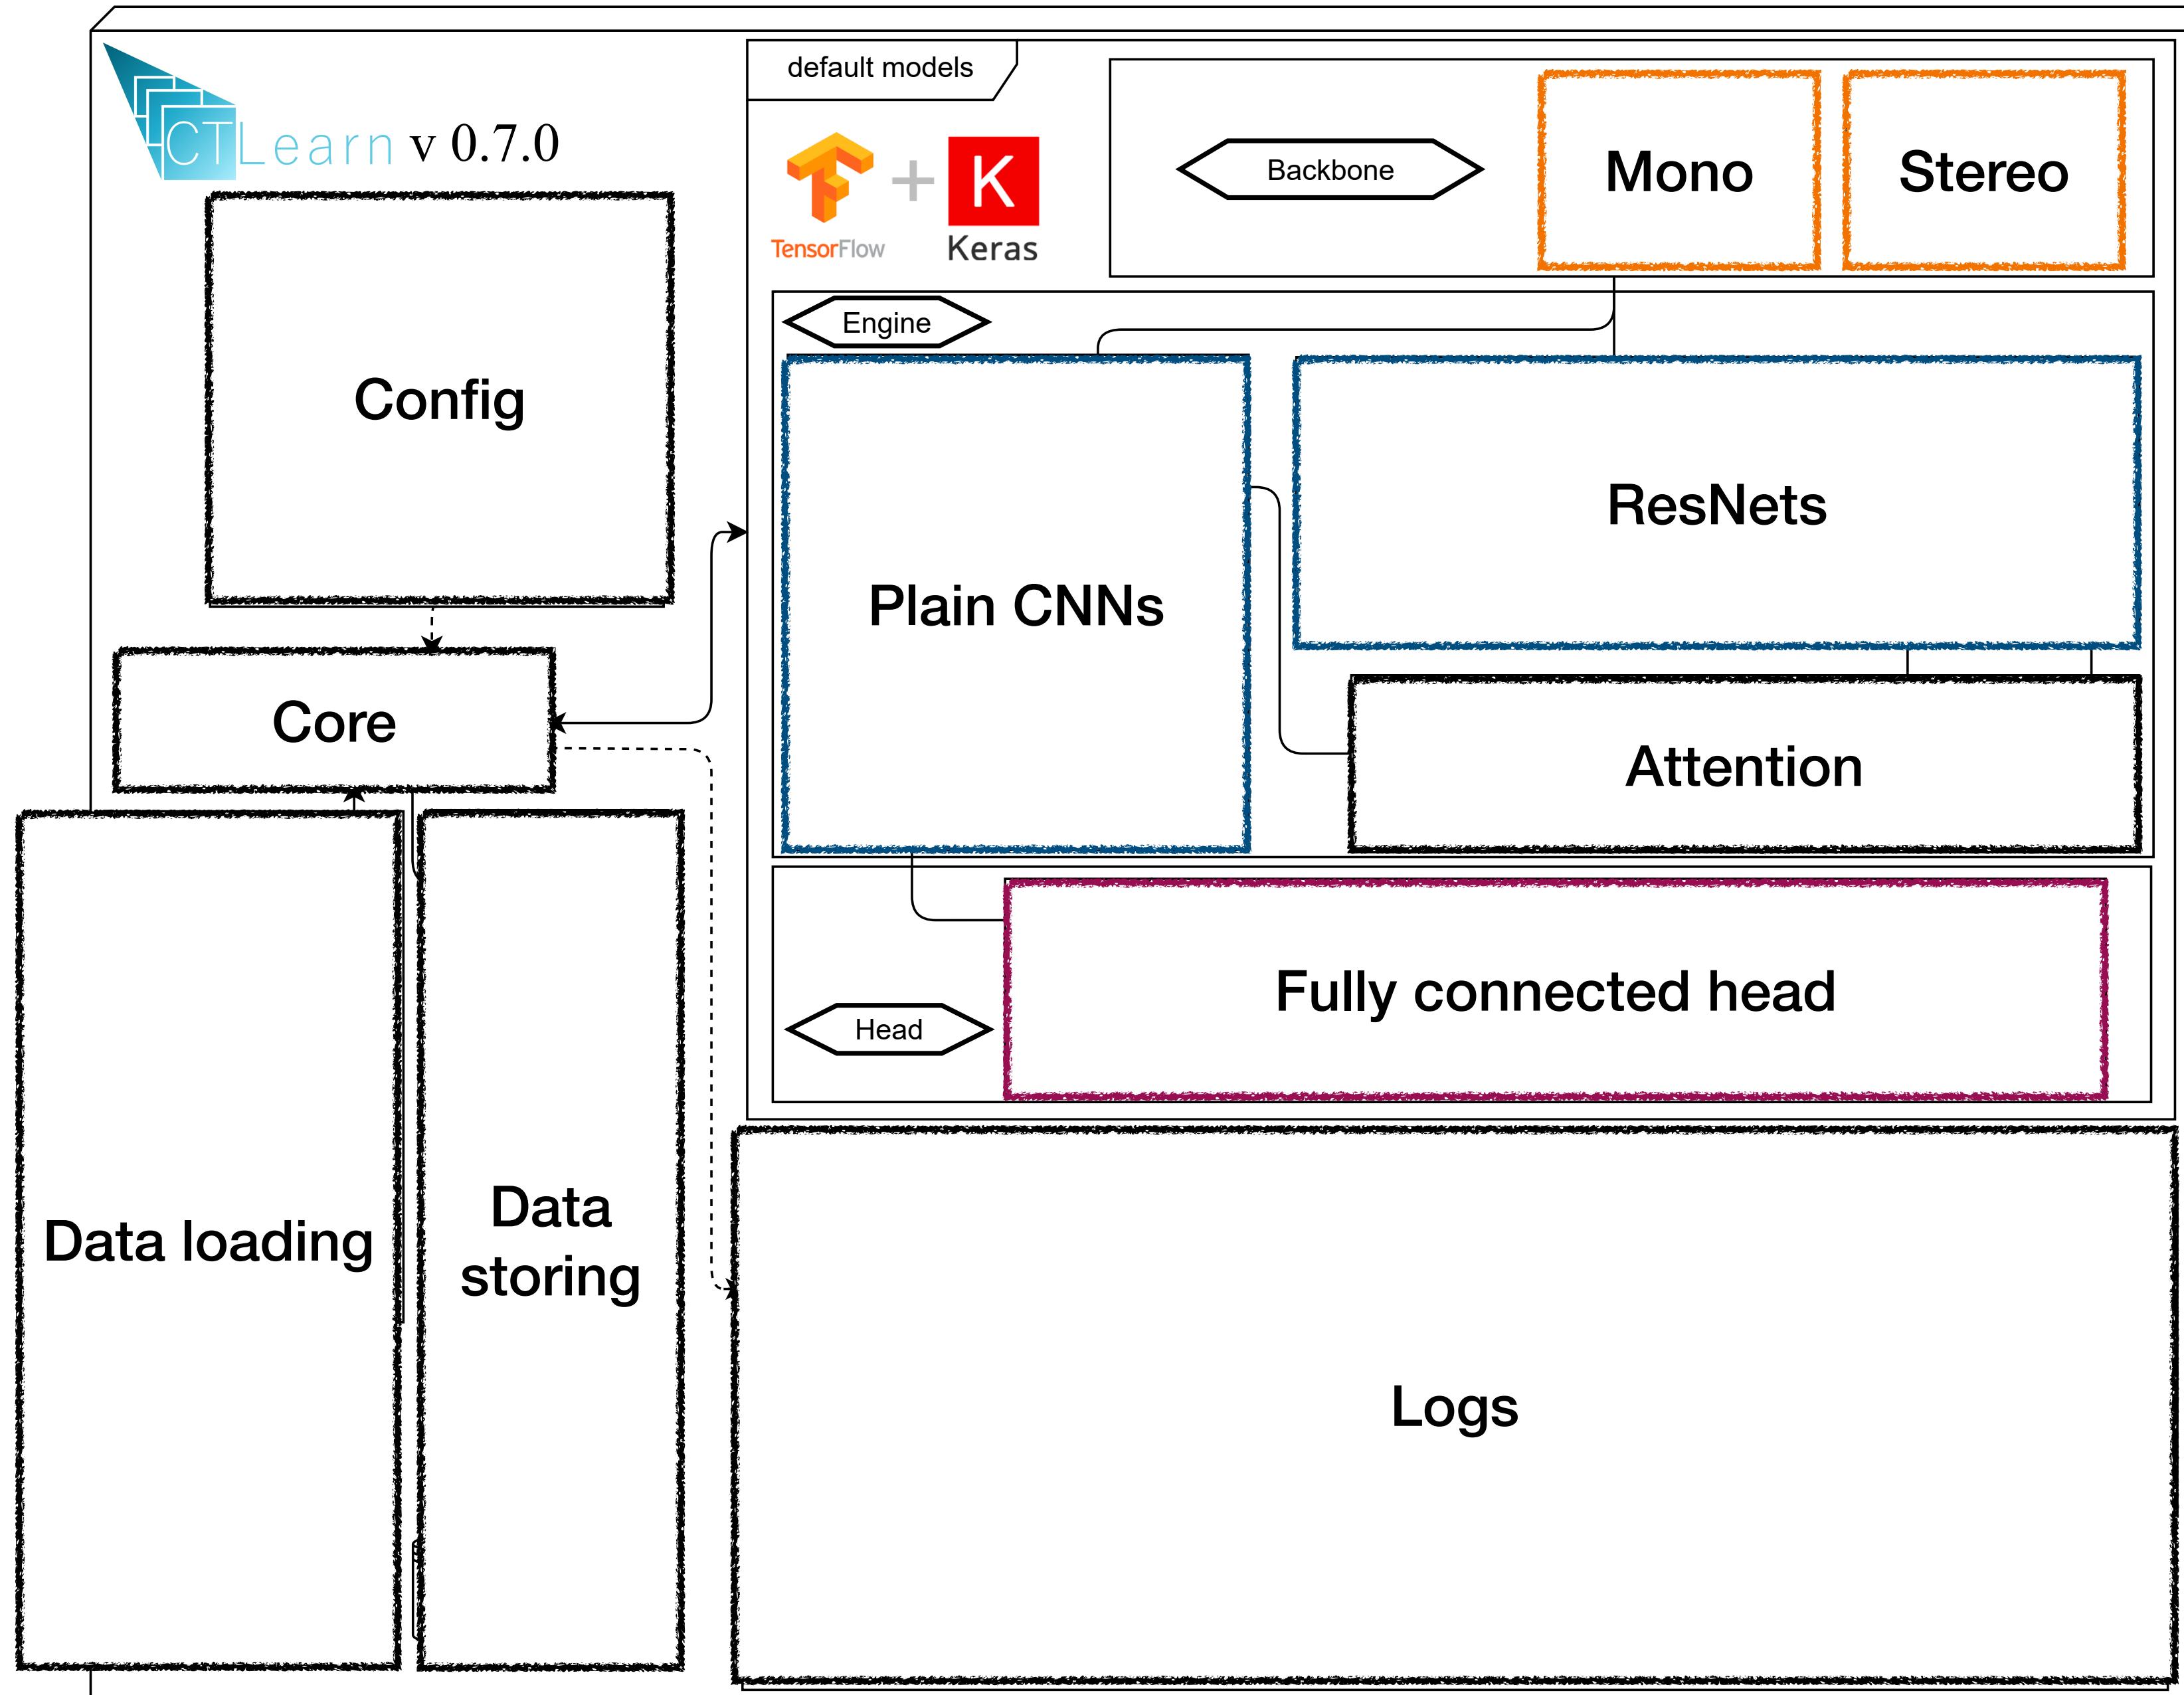 CTLearn v 0.7.0
default models
TensorFlow
+
K
Keras
Backbone
Mono
Stereo
Config
Engine
Plain CNNs
ResNets
Core
Attention
Fully connected head
Head
Data loading
Data
storing
Logs